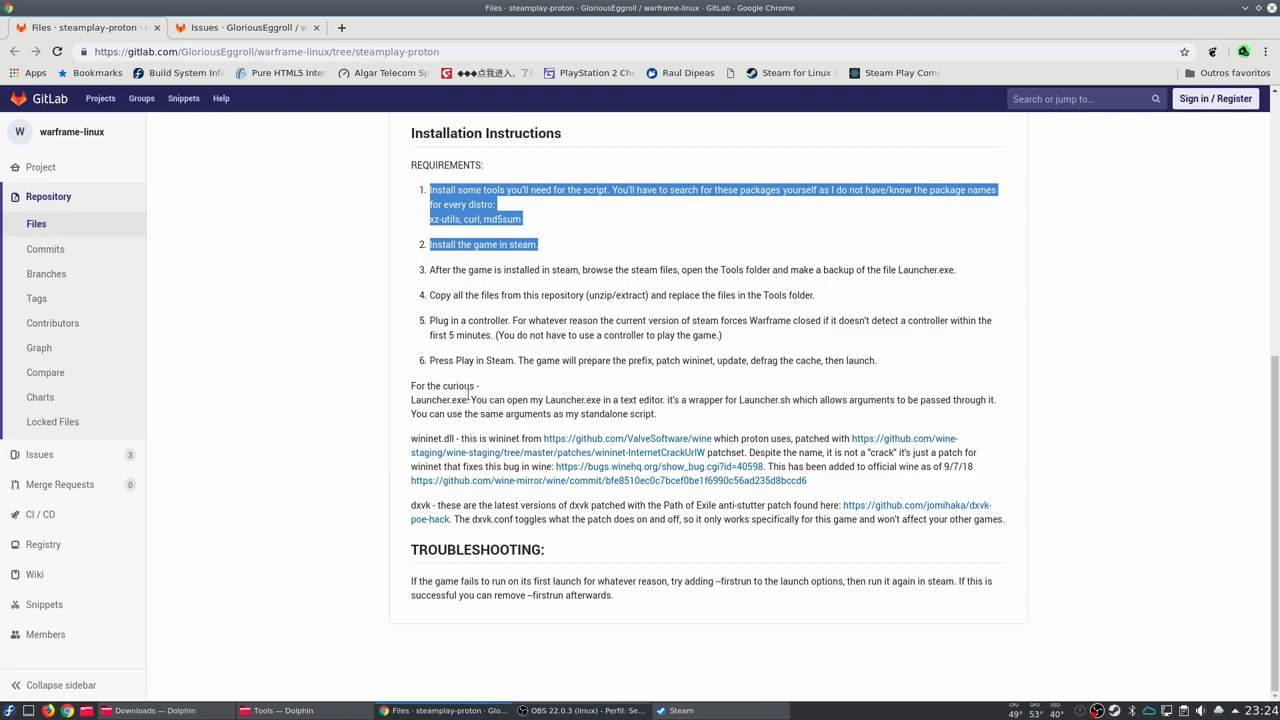 Files · steamplay-proton · GloriousEggroll / warframe-linux · GitLab - Google Chrome
Files · steamplay-proton ·
Issues · GloriousEggroll / w
https://gitlab.com/GloriousEggroll/warframe-linux/tree/steamplay-proton
Apps
Bookmarks
Build System Inf
Pure HTML5 Inte
Algar Telecom Sp
◆◆◆点我进入,
PlayStation 2 Ch
Raul Dipeas
Steam for Linux
Steam Play Comp
Outros favoritos
GitLab
Projects
Groups
Snippets
Help
Search or jump to...
Sign in / Register
W
warframe-linux
Project
Repository
Files
Commits
Branches
Tags
Contributors
Graph
Compare
Charts
Locked Files
Issues
3
Merge Requests
0
CI / CD
Registry
Wiki
Snippets
Members
Collapse sidebar
Installation Instructions
REQUIREMENTS:
1. Install some tools you'll need for the script. You'll have to search for these packages yourself as I do not have/know the package names
for every distro:
xz-utils, curl, md5sum
2. Install the game in steam.
3. After the game is installed in steam, browse the steam files, open the Tools folder and make a backup of the file Launcher.exe.
4. Copy all the files from this repository (unzip/extract) and replace the files in the Tools folder.
5. Plug in a controller. For whatever reason the current version of steam forces Warframe closed if it doesn't detect a controller within the
first 5 minutes. (You do not have to use a controller to play the game.)
6. Press Play in Steam. The game will prepare the prefix, patch wininet, update, defrag the cache, then launch.
For the curious -
Launcher.exe: You can open my Launcher.exe in a text editor. it's a wrapper for Launcher.sh which allows arguments to be passed through it.
You can use the same arguments as my standalone script.
wininet.dll - this is wininet from https://github.com/ValveSoftware/wine which proton uses, patched with https://github.com/wine-
staging/wine-staging/tree/master/patches/wininet-InternetCrackUrlW patchset. Despite the name, it's not a "crack" it's just a patch for
wininet that fixes this bug in wine: https://bugs.winehq.org/show_bug.cgi?id=40598. This has been added to official wine as of 9/7/18
https://github.com/wine-mirror/wine/commit/bfe8510ec0c7bcef0be1f6990c56ad235d8bccd6
dxvk - these are the latest versions of dxvk patched with the Path of Exile anti-stutter patch found here: https://github.com/jomihaka/dxvk-
poe-hack. The dxvk.conf toggles what the patch does on and off, so it only works specifically for this game and won't affect your other games.
TROUBLESHOOTING:
If the game fails to run on its first launch for whatever reason, try adding --firstrun to the launch options, then run it again in steam. If this is
successful you can remove --firstrun afterwards.
Downloads — Dolphin
Tools — Dolphin
Files · steamplay-proton · Glo...
OBS 22.0.3 (linux) - Perfil: Se...
Steam
CPU
49°
GPU
53°
SSD
40°
23:24